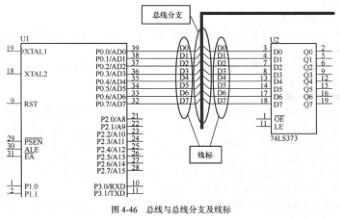 总线分支
U1
U2
19 XTAL1 P0.0/AD0 39 D0 D0 3 D0 Q0 2
P0.1/AD1 38 D1 D1 4 D1 Q1 5
P0.2/AD2 37 D2 D2 7 D2 Q2 6
18 XTAL2 P0.3/AD3 36 D3 D3 8 D3 Q3 9
P0.4/AD4 35 D4 D4 13 D4 Q4 12
P0.5/AD5 34 D5 D5 14 D5 Q5 15
P0.6/AD6 33 D6 D6 17 D6 Q6 16
9 RST P0.7/AD7 32 D7 D7 18 D7 Q7 19
P2.0/A8 21
P2.1/A9 22
P2.2/A10 23
29 PSEN P2.3/A11 24
30 ALE P2.4/A12 25
31 EA P2.5/A13 26
P2.6/A14 27
P2.7/A15 28
1 P1.0 P3.0/RXD 10
2 P1.1 P3.1/TXD 11
1 OE
11 LE
74LS373
线标
图 4-46 总线与总线分支及线标